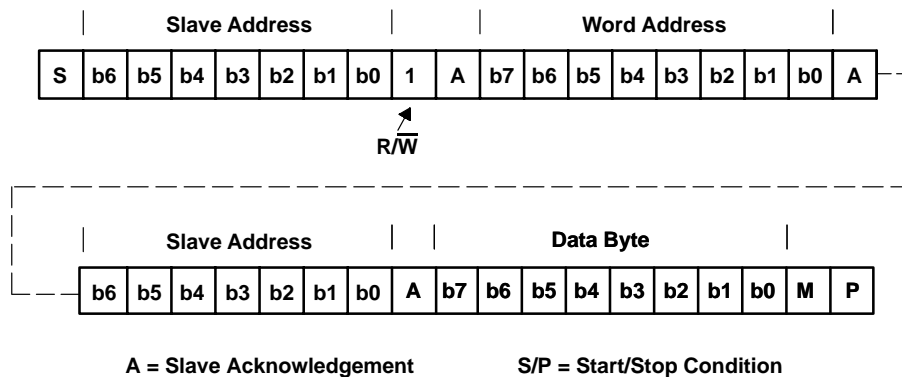 Slave Address Word Address
S b6 b5 b4 b3 b2 b1 b0 1 A b7 b6 b5 b4 b3 b2 b1 b0 A
R/W̅
Slave Address Data Byte
b6 b5 b4 b3 b2 b1 b0 A b7 b6 b5 b4 b3 b2 b1 b0 M P
A = Slave Acknowledgement S/P = Start/Stop Condition